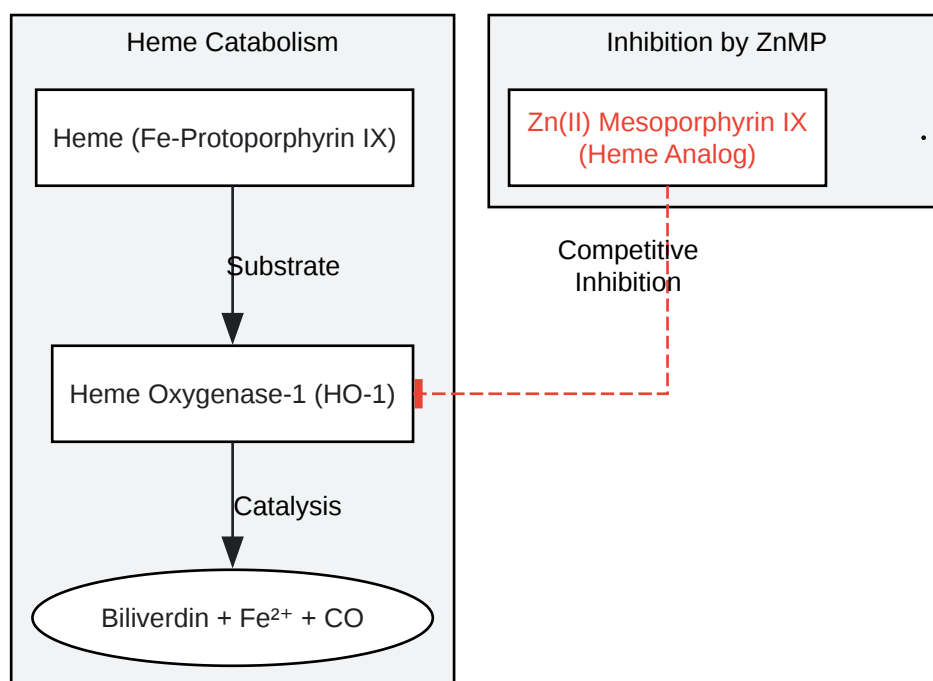 Heme Catabolism
Heme (Fe-Protoporphyrin IX)
Substrate
Heme Oxygenase-1 (HO-1)
Catalysis
Biliverdin + Fe²⁺ + CO
Inhibition by ZnMP
Zn(II) Mesoporphyrin IX
(Heme Analog)
Competitive
Inhibition